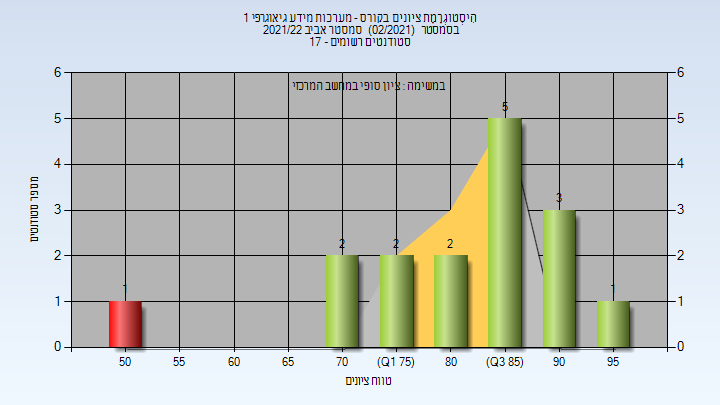 היסטוגרמת ציונים בקורס - מערכות מידע גיאוגרפי 1
בסמסטר (02/2021) סמסטר אביב 2021/22
סטודנטים רשומים - 17
במשימה : ציון סופי במחשב המרכזי
6 6
5 5 5
4 4
3 3 3
2 2 2 2 2
1 1 1 1
0 0
50 55 60 65 70 (Q1 75) 80 (Q3 85) 90 95
מספר סטודנטים
טווח ציונים